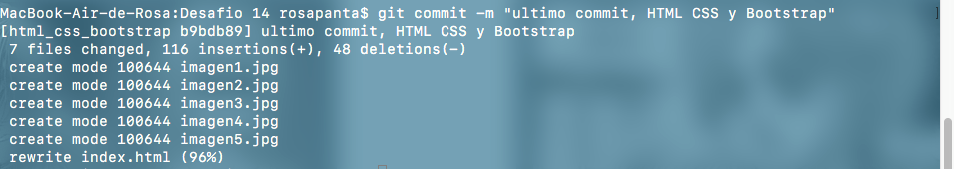 MacBook-Air-de-Rosa:Desafio 14 rosapanta$ git commit -m "ultimo commit, HTML CSS y Bootstrap"
[html_css_bootstrap b9bdb89] ultimo commit, HTML CSS y Bootstrap
 7 files changed, 116 insertions(+), 48 deletions(-)
 create mode 100644 imagen1.jpg
 create mode 100644 imagen2.jpg
 create mode 100644 imagen3.jpg
 create mode 100644 imagen4.jpg
 create mode 100644 imagen5.jpg
 rewrite index.html (96%)